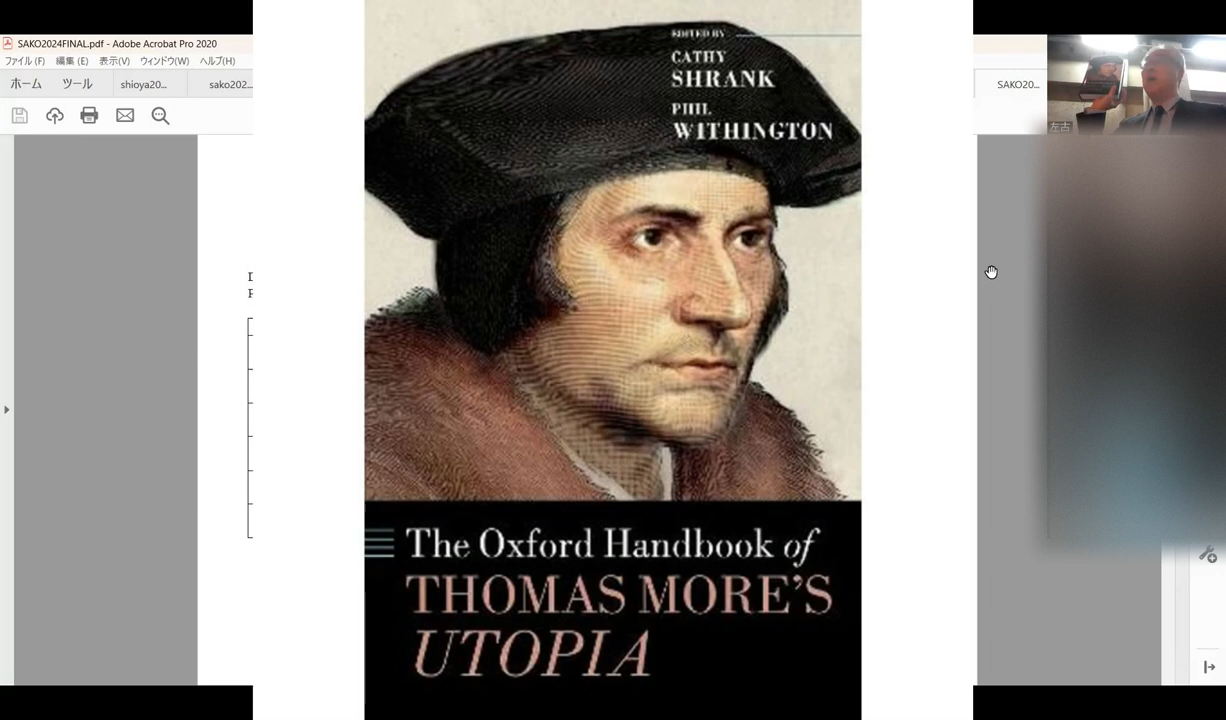 SAKO2024FINAL.pdf - Adobe Acrobat Pro 2020
ファイル(F) 編集(E) 表示(V) ウィンドウ(W) ヘルプ(H)
ホーム ツール shioya20... sako202... SAKO20...
左古
EDITED BY
CATHY
SHRANK
PHIL
WITHINGTON
The Oxford Handbook of
THOMAS MORE'S
UTOPIA